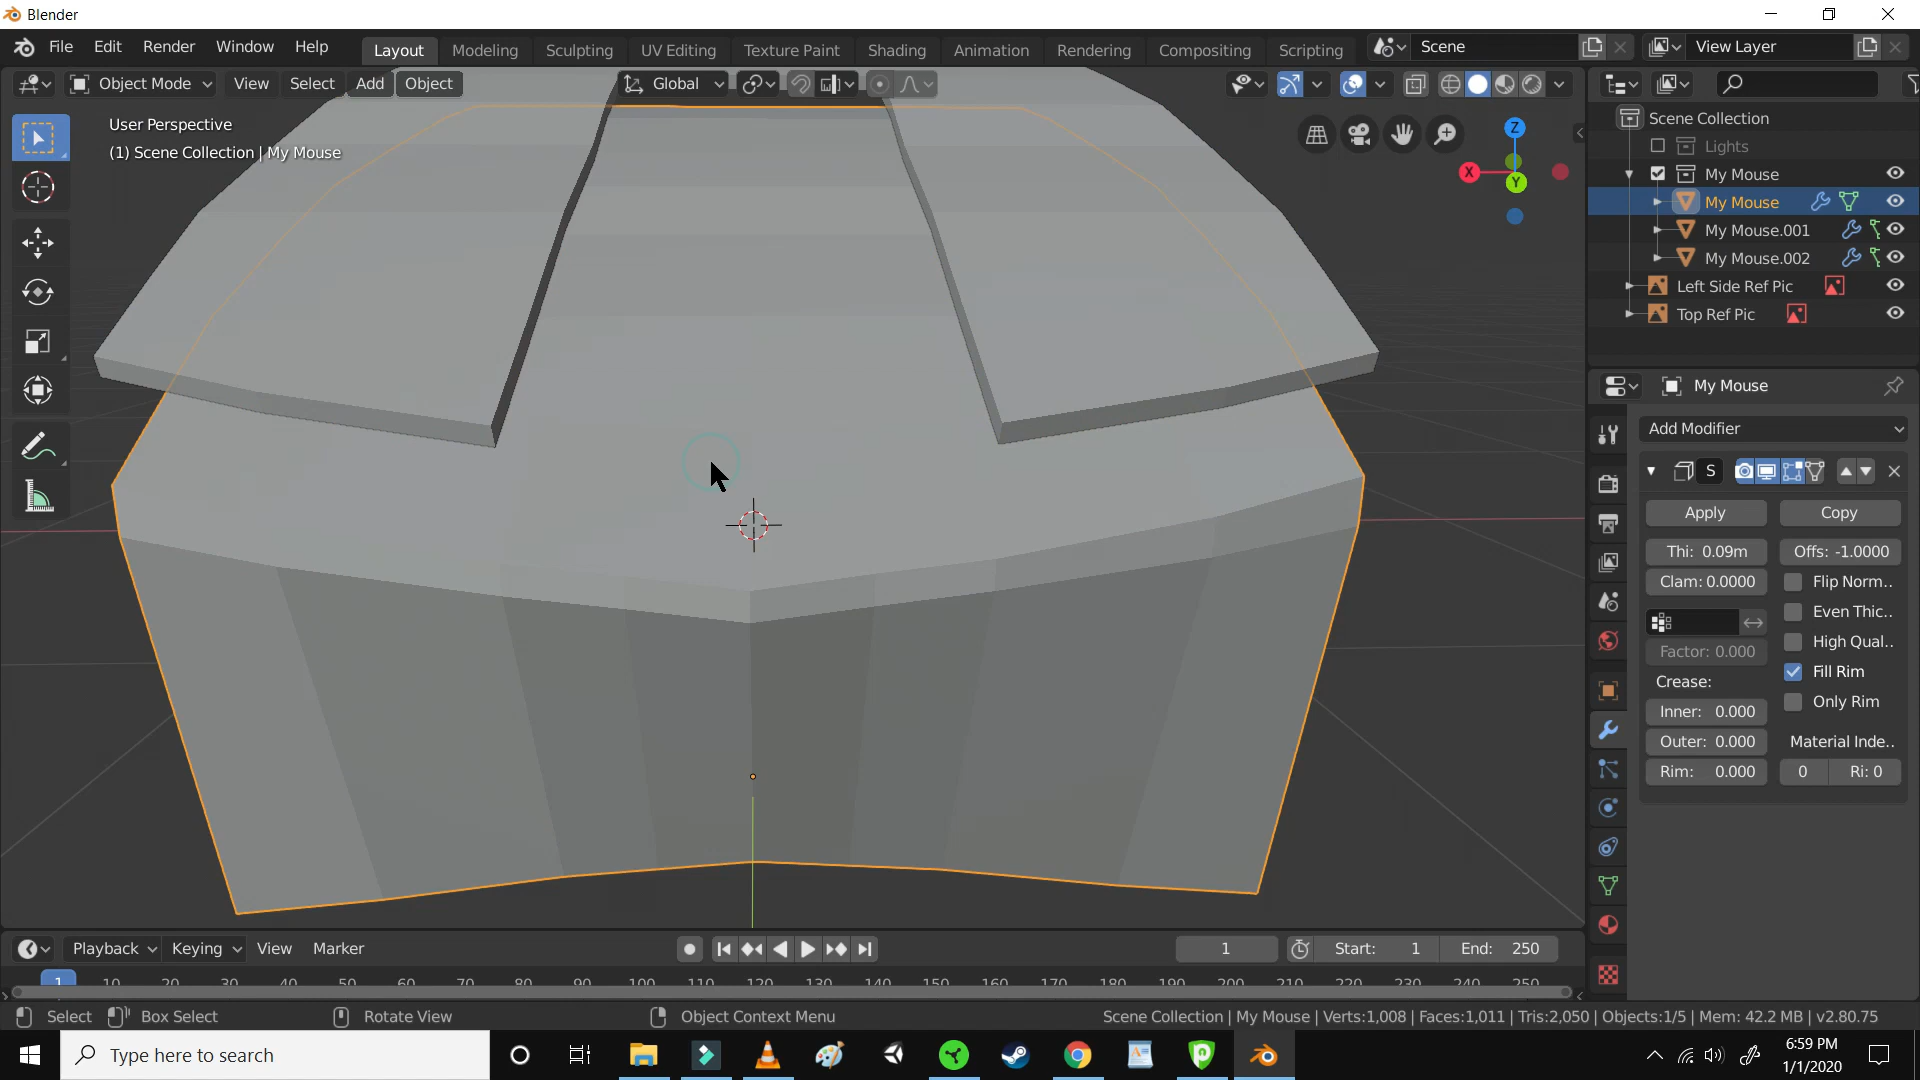 Blender
File Edit Render Window Help Layout Modeling Sculpting UV Editing Texture Paint Shading Animation Rendering Compositing Scripting Scene View Layer
Object Mode View Select Add Object Global
User Perspective
(1) Scene Collection | My Mouse
Z
X
Y
Scene Collection
Lights
My Mouse
My Mouse
My Mouse.001
My Mouse.002
Left Side Ref Pic
Top Ref Pic
My Mouse
Add Modifier
S
Apply Copy
Thi: 0.09m Offs: -1.0000
Clam: 0.0000 Flip Norm..
Even Thic..
High Qual..
Factor: 0.000
Fill Rim
Crease:
Only Rim
Inner: 0.000
Outer: 0.000 Material Inde..
Rim: 0.000 0 Ri: 0
Playback Keying View Marker 1 Start: 1 End: 250
1 10 20 30 40 50 60 70 80 90 100 110 120 130 140 150 160 170 180 190 200 210 220 230 240 250
Select Box Select Rotate View Object Context Menu Scene Collection | My Mouse | Verts:1,008 | Faces:1,011 | Tris:2,050 | Objects:1/5 | Mem: 42.2 MB | v2.80.75
Type here to search
6:59 PM
1/1/2020